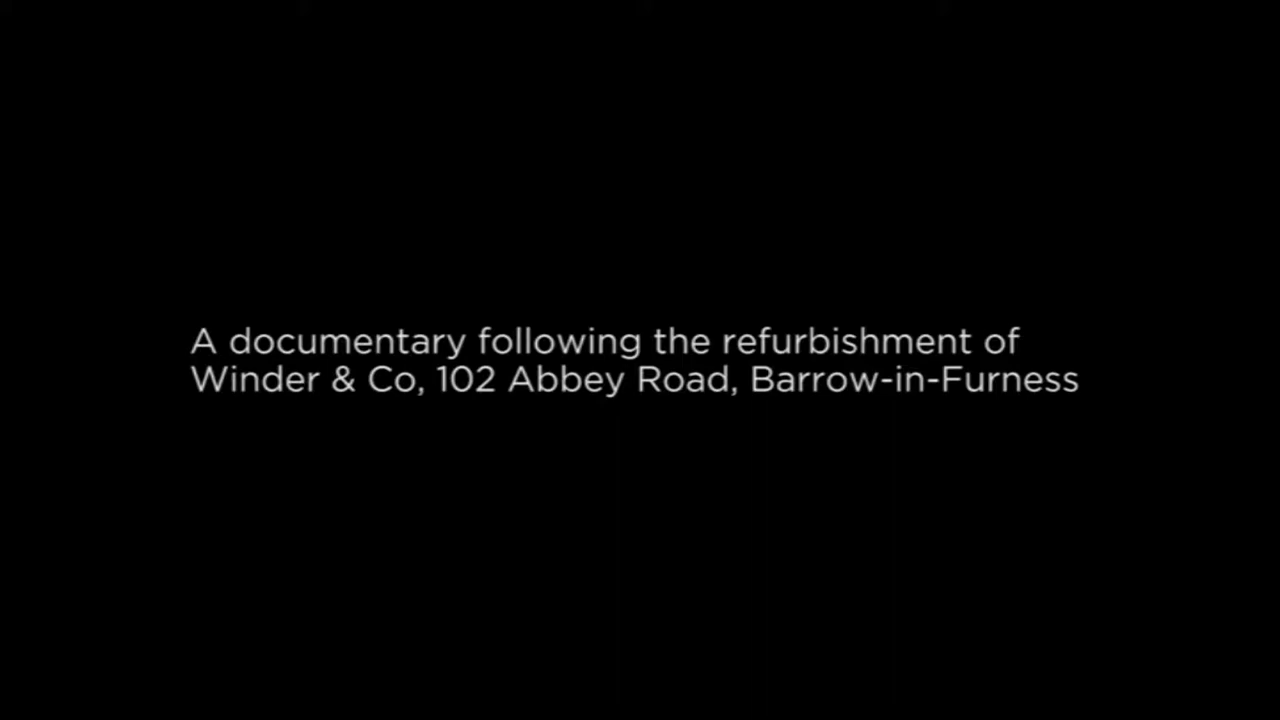 A documentary following the refurbishment of
Winder & Co, 102 Abbey Road, Barrow-in-Furness